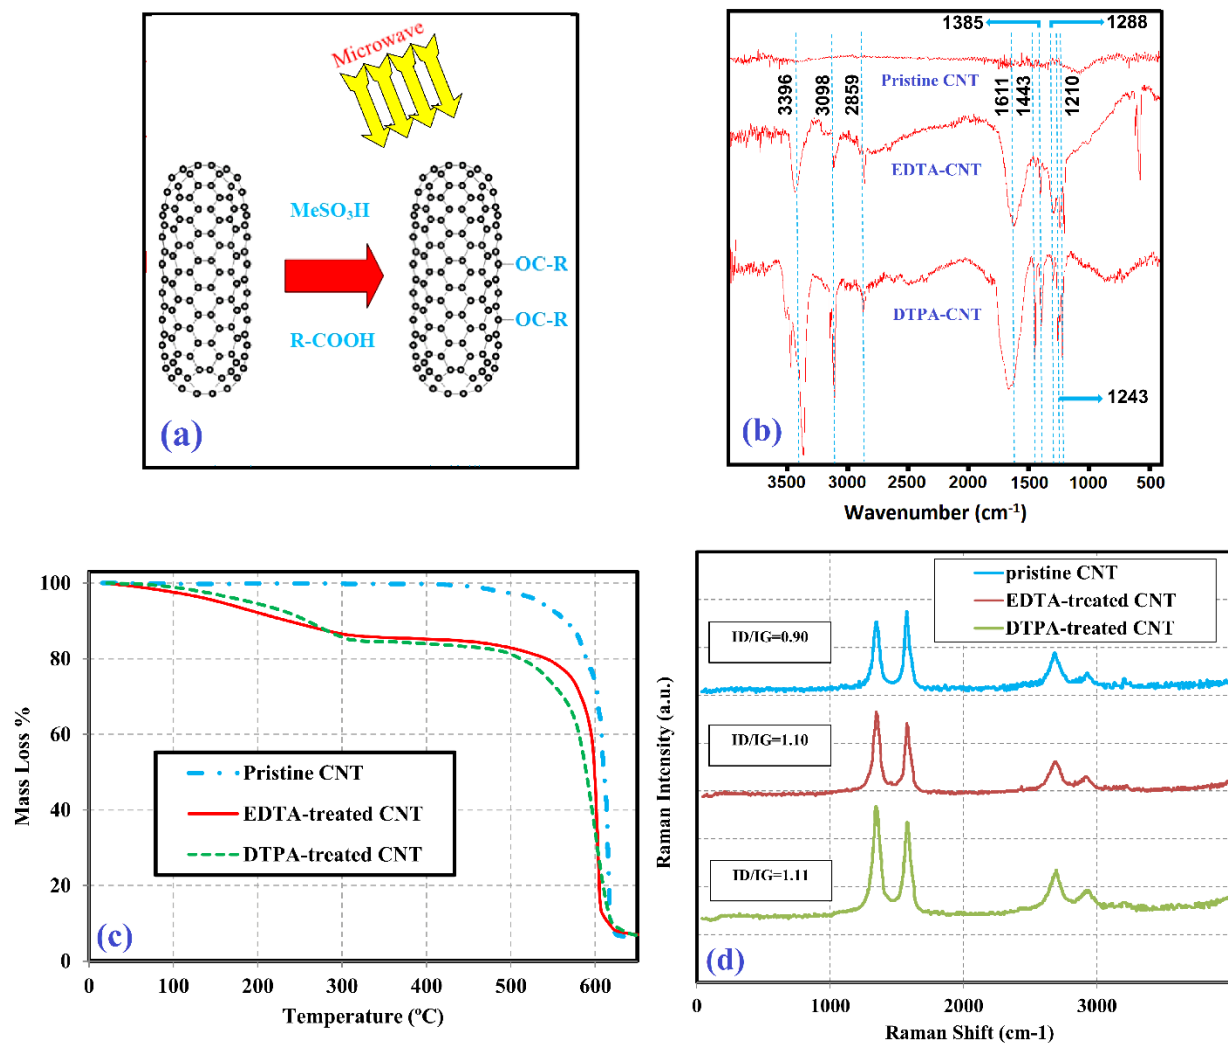 Microwave
MeSO₃H
R-COOH
OC-R
OC-R
(a)
1385
1288
Pristine CNT
3396
3098
2859
1611
1443
1210
EDTA-CNT
DTPA-CNT
1243
(b)
3500 3000 2500 2000 1500 1000 500
Wavenumber (cm⁻¹)
100
80
60
40
20
0
Mass Loss %
Pristine CNT
EDTA-treated CNT
DTPA-treated CNT
(c)
0 100 200 300 400 500 600
Temperature (ºC)
pristine CNT
EDTA-treated CNT
DTPA-treated CNT
ID/IG=0.90
ID/IG=1.10
ID/IG=1.11
Raman Intensity (a.u.)
(d)
0 1000 2000 3000
Raman Shift (cm-1)